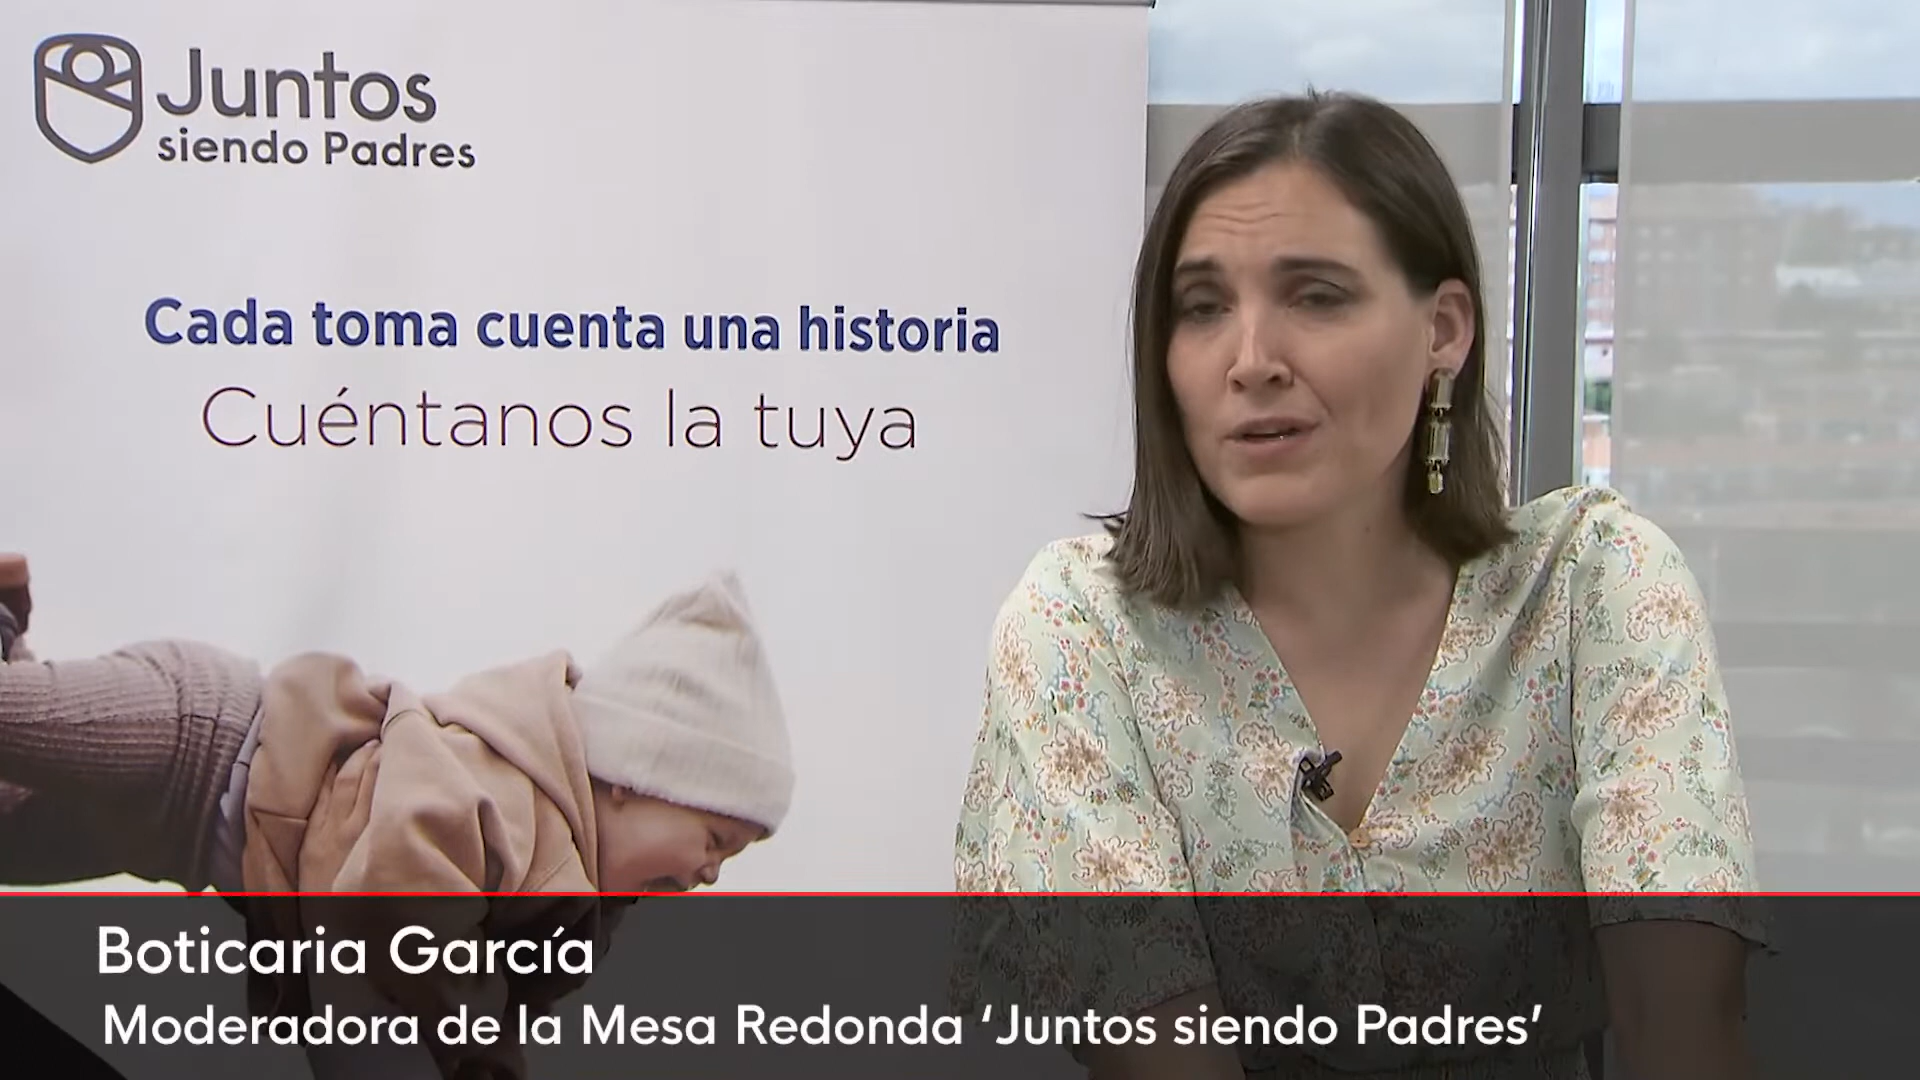 Juntos
siendo Padres
Cada toma cuenta una historia
Cuéntanos la tuya
Boticaria García
Moderadora de la Mesa Redonda ‘Juntos siendo Padres’